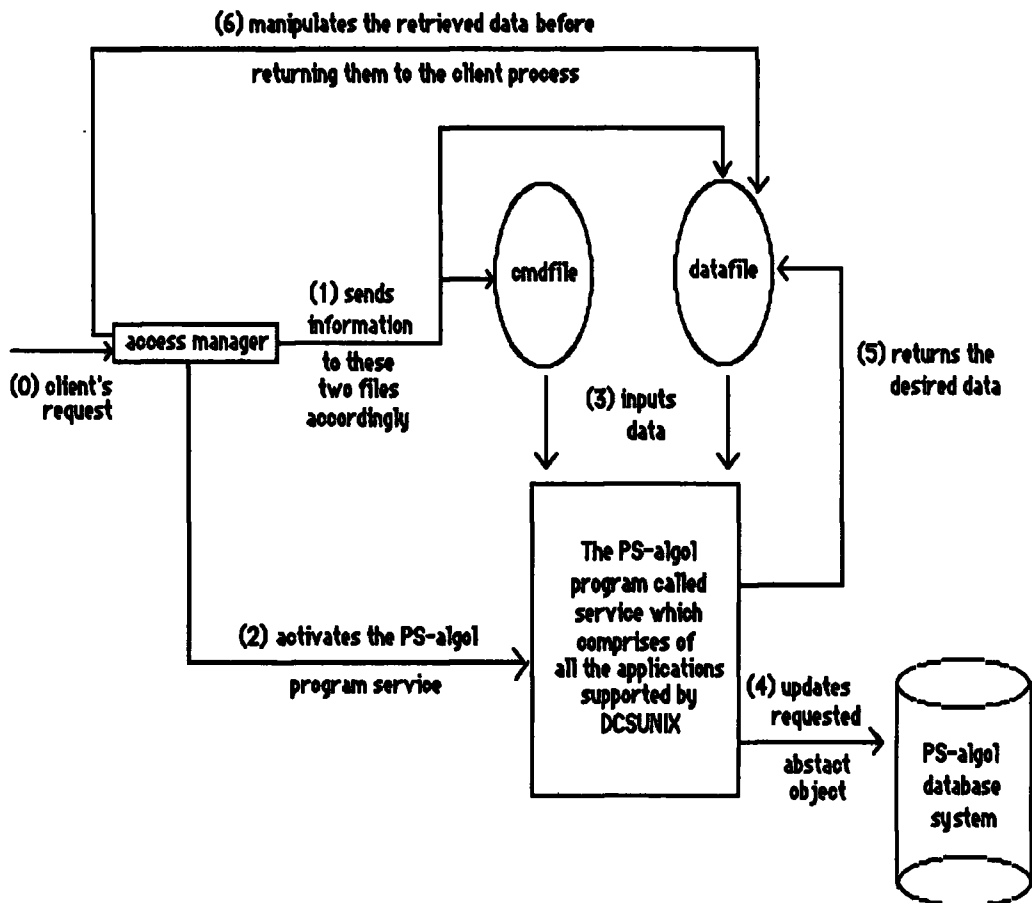 (6) manipulates the retrieved data before
returning them to the client process
cmdfile
datafile
(1) sends
information
to these
two files
accordingly
access manager
(0) client's
request
(5) returns the
desired data
(3) inputs
data
The PS-algol
program called
service which
comprises of
all the applications
supported by
DCSUNIX
(2) activates the PS-algol
program service
(4) updates
requested
abstact
object
PS-algol
database
system